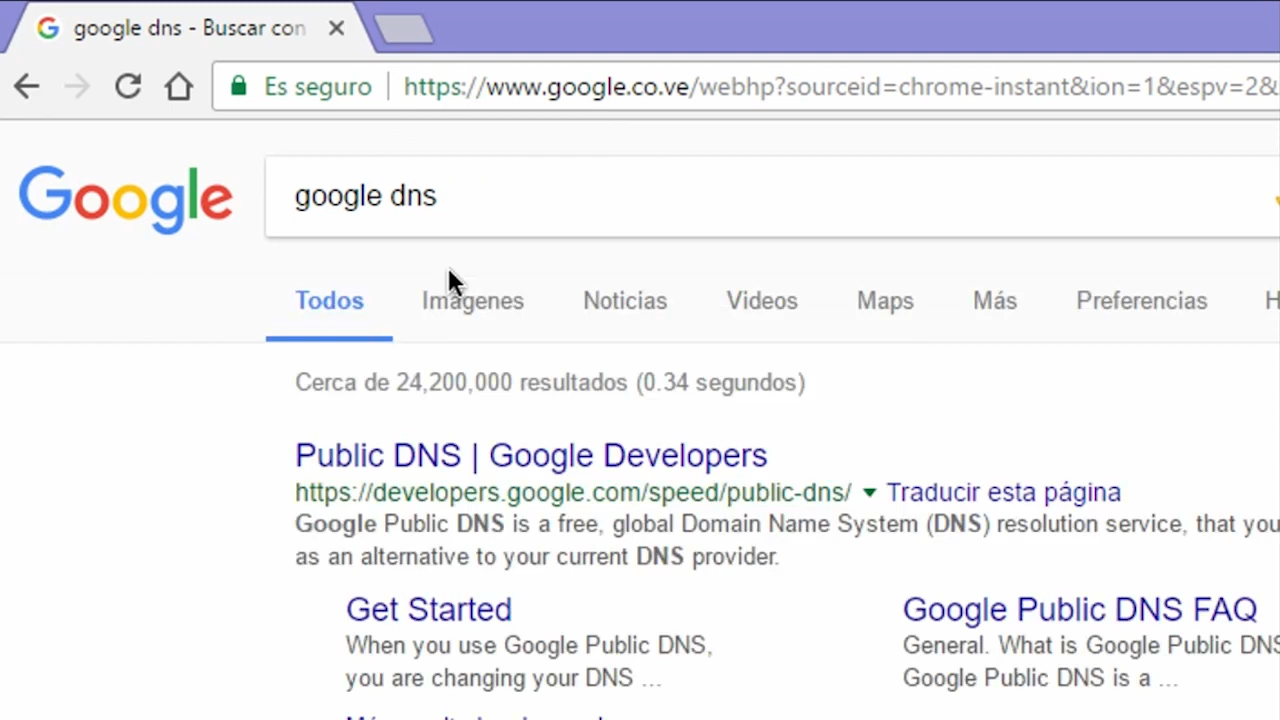 google dns - Buscar con
Es seguro https://www.google.co.ve/webhp?sourceid=chrome-instant&ion=1&espv=2&
Google
google dns
Todos Imágenes Noticias Videos Maps Más Preferencias H
Cerca de 24,200,000 resultados (0.34 segundos)
Public DNS | Google Developers
https://developers.google.com/speed/public-dns/ Traducir esta página
Google Public DNS is a free, global Domain Name System (DNS) resolution service, that you
as an alternative to your current DNS provider.
Get Started Google Public DNS FAQ
When you use Google Public DNS, General. What is Google Public DNS
you are changing your DNS ... Google Public DNS is a ...